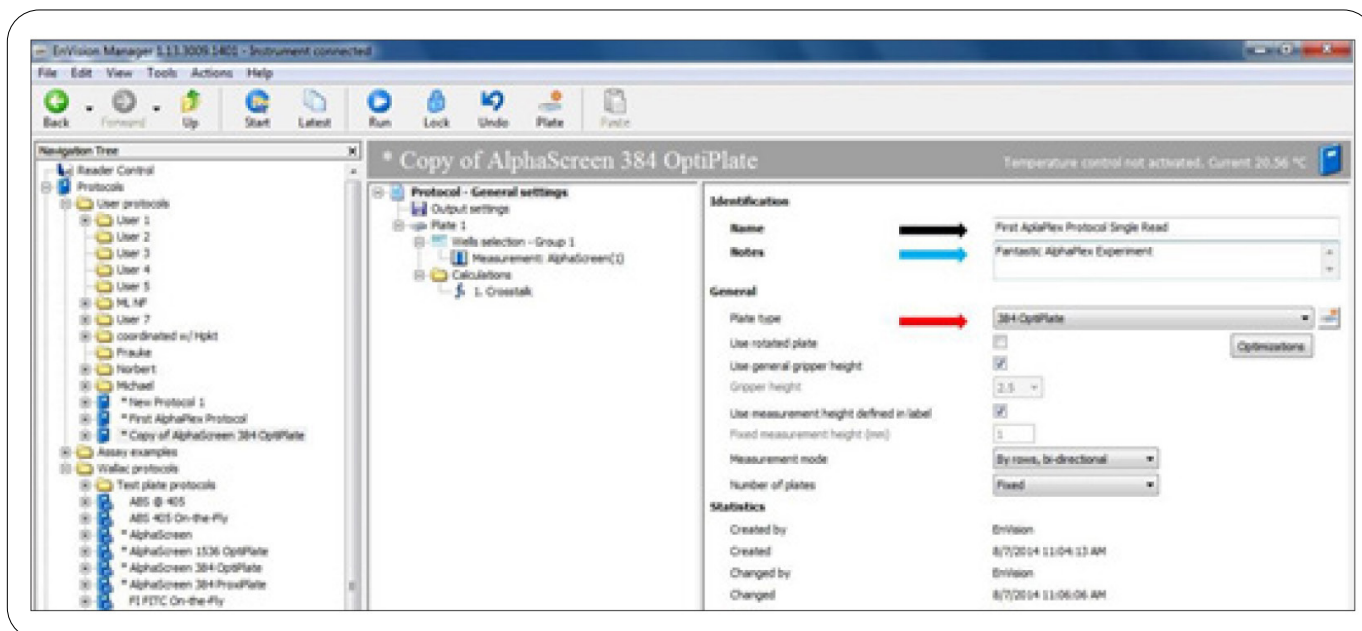 EnVision Manager 1.13.3009.1401 - Instrument connected
File Edit View Tools Actions Help
Back Forward Up Start Latest Run Lock Undo Plate Paste
Navigation Tree
Reader Control
Protocols
User protocols
User 1
User 2
User 3
User 4
User 5
ML NF
User 7
coordinated w/ Hpkt
Frauke
Norbert
Michael
* New Protocol 1
* First AlphaPlex Protocol
* Copy of AlphaScreen 384 OptiPlate
Assay examples
Wallac protocols
Test plate protocols
ABS @ 405
ABS 405 On-the-Fly
* AlphaScreen
* AlphaScreen 1536 OptiPlate
* AlphaScreen 384 OptiPlate
* AlphaScreen 384 ProxiPlate
FI FITC On-the-Fly
* Copy of AlphaScreen 384 OptiPlate
Temperature control not activated. Current 20.56 °C
Protocol - General settings
Output settings
Plate 1
Wells selection - Group 1
Measurement: AlphaScreen(1)
Calculations
1. Crosstalk
Identification
Name First AplaPlex Protocol Single Read
Notes Fantastic AlphaPlex Experiment
General
Plate type 384 OptiPlate
Use rotated plate Optimizations
Use general gripper height
Gripper height 2.5
Use measurement height defined in label
Fixed measurement height (mm) 1
Measurement mode By rows, bi-directional
Number of plates Fixed
Statistics
Created by EnVision
Created 8/7/2014 11:04:13 AM
Changed by EnVision
Changed 8/7/2014 11:06:06 AM